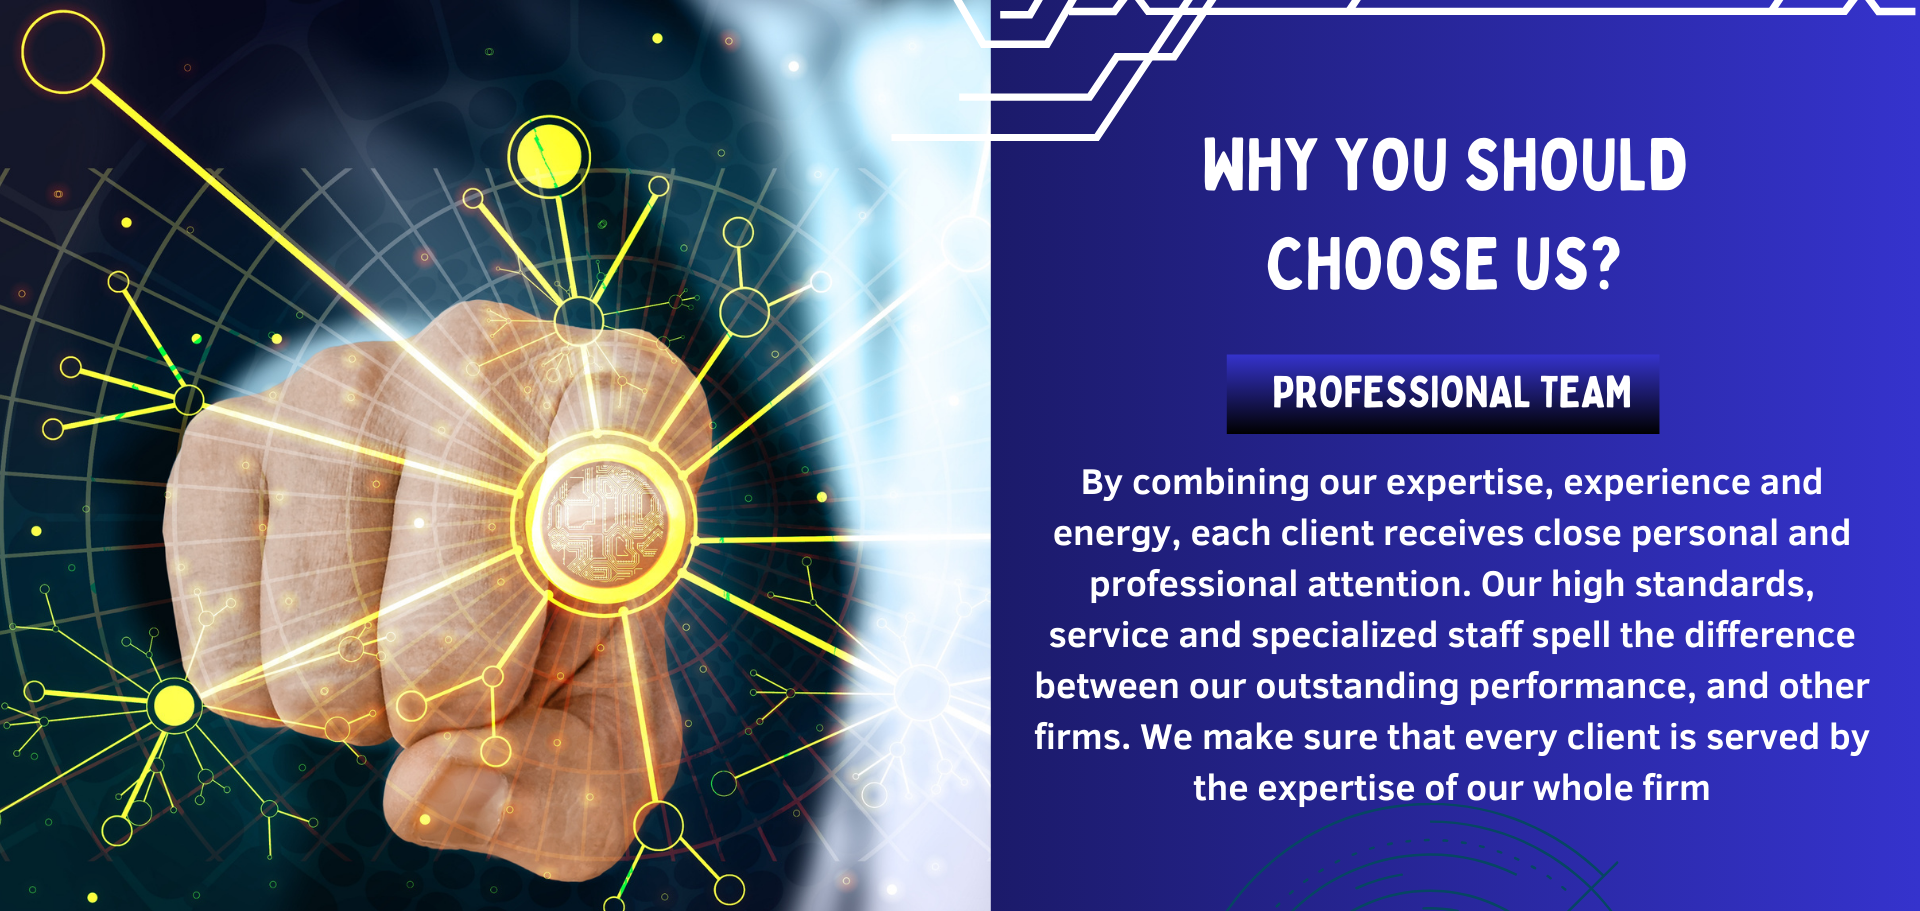 WHY YOU SHOULD
CHOOSE US?
PROFESSIONAL TEAM
By combining our expertise, experience and
energy, each client receives close personal and
professional attention. Our high standards,
service and specialized staff spell the difference
between our outstanding performance, and other
firms. We make sure that every client is served by
the expertise of our whole firm